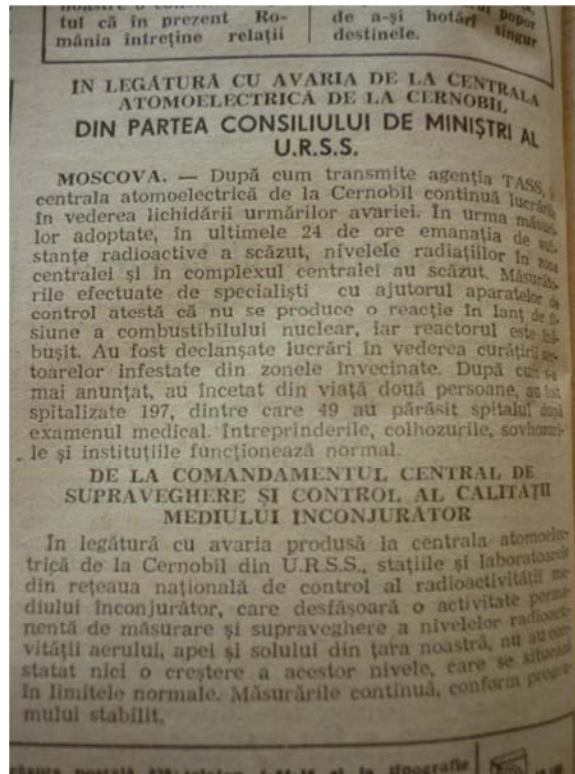 tul că în prezent Ro-
mânia întreține relații
popor
de a-și hotărî singur
destinele.
IN LEGĂTURĂ CU AVARIA DE LA CENTRALA
ATOMOELECTRICĂ DE LA CERNOBIL
DIN PARTEA CONSILIULUI DE MINIȘTRI AL
U.R.S.S.
MOSCOVA. — După cum transmite agenția TASS, la
centrala atomoelectrică de la Cernobil continuă lucrările
în vederea lichidării urmărilor avariei. În urma măsuri-
lor adoptate, în ultimele 24 de ore emanația de sub-
stanțe radioactive a scăzut, nivelele radiațiilor în zona
centralei și în complexul centralei au scăzut. Măsurăto-
rile efectuate de specialiști cu ajutorul aparatelor de
control atestă că nu se produce o reacție în lanț de fi-
siune a combustibilului nuclear, iar reactorul este înă-
bușit. Au fost declanșate lucrări în vederea curățirii sec-
toarelor infestate din zonele învecinate. După cum s-a
mai anunțat, au încetat din viață două persoane, au fost
spitalizate 197, dintre care 49 au părăsit spitalul după
examenul medical. Întreprinderile, colhozurile, sovhozuri-
le și instituțiile funcționează normal.
DE LA COMANDAMENTUL CENTRAL DE
SUPRAVEGHERE ȘI CONTROL AL CALITĂȚII
MEDIULUI INCONJURATOR
In legătură cu avaria produsă la centrala atomoelec-
trică de la Cernobil din U.R.S.S., stațiile și laboratoarele
din rețeaua națională de control al radioactivității me-
diului înconjurător, care desfășoară o activitate perma-
nentă de măsurare și supraveghere a nivelelor radioacti-
vității aerului, apei și solului din țara noastră, nu au con-
statat nici o creștere a acestor nivele, care se situează
în limitele normale. Măsurările continuă, conform progra-
mului stabilit.